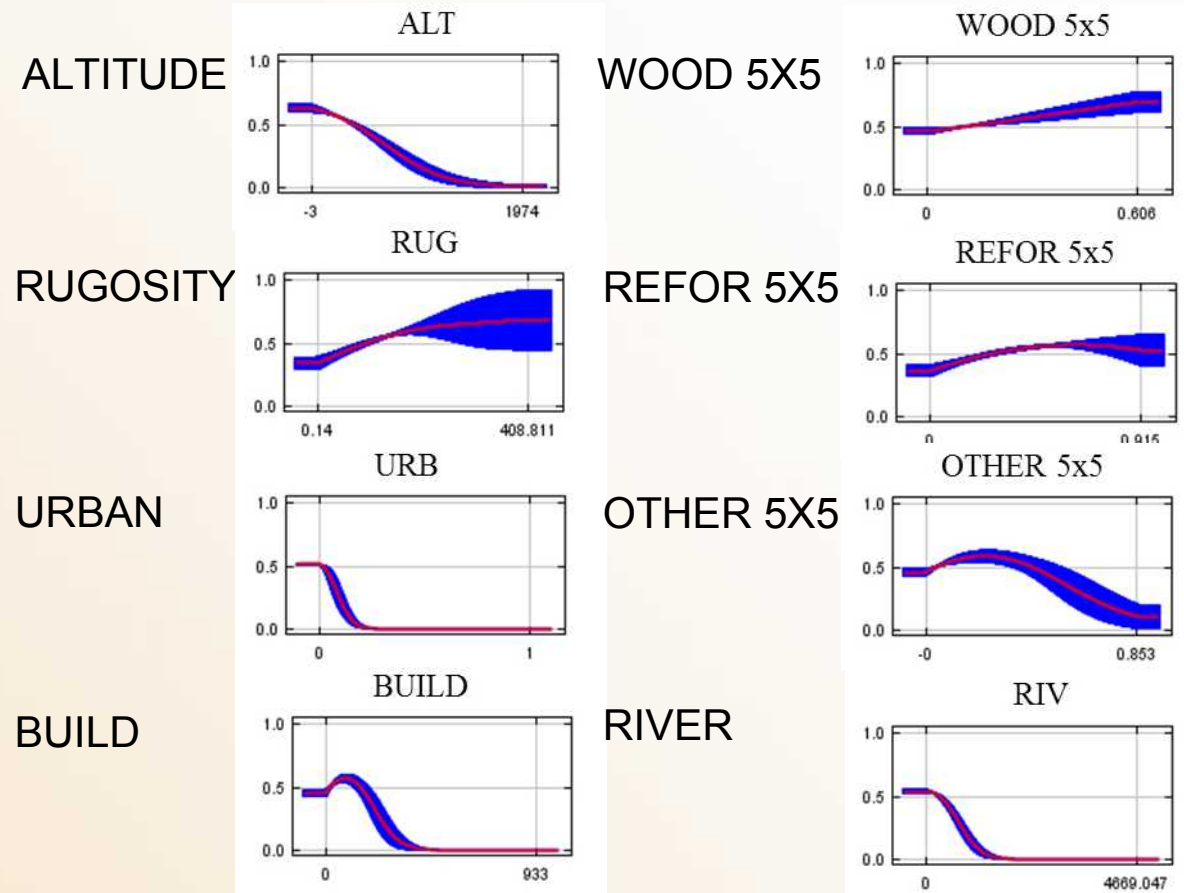 ALTITUDE
ALT
1.0
0.5
0.0
-3 1974
WOOD 5X5
WOOD 5x5
1.0
0.5
0.0
0 0.606
RUGOSITY
RUG
1.0
0.5
0.0
0.14 408.811
REFOR 5X5
REFOR 5x5
1.0
0.5
0.0
0 0.915
URBAN
URB
1.0
0.5
0.0
0 1
OTHER 5X5
OTHER 5x5
1.0
0.5
0.0
-0 0.853
BUILD
BUILD
1.0
0.5
0.0
0 933
RIVER
RIV
1.0
0.5
0.0
0 4669.047